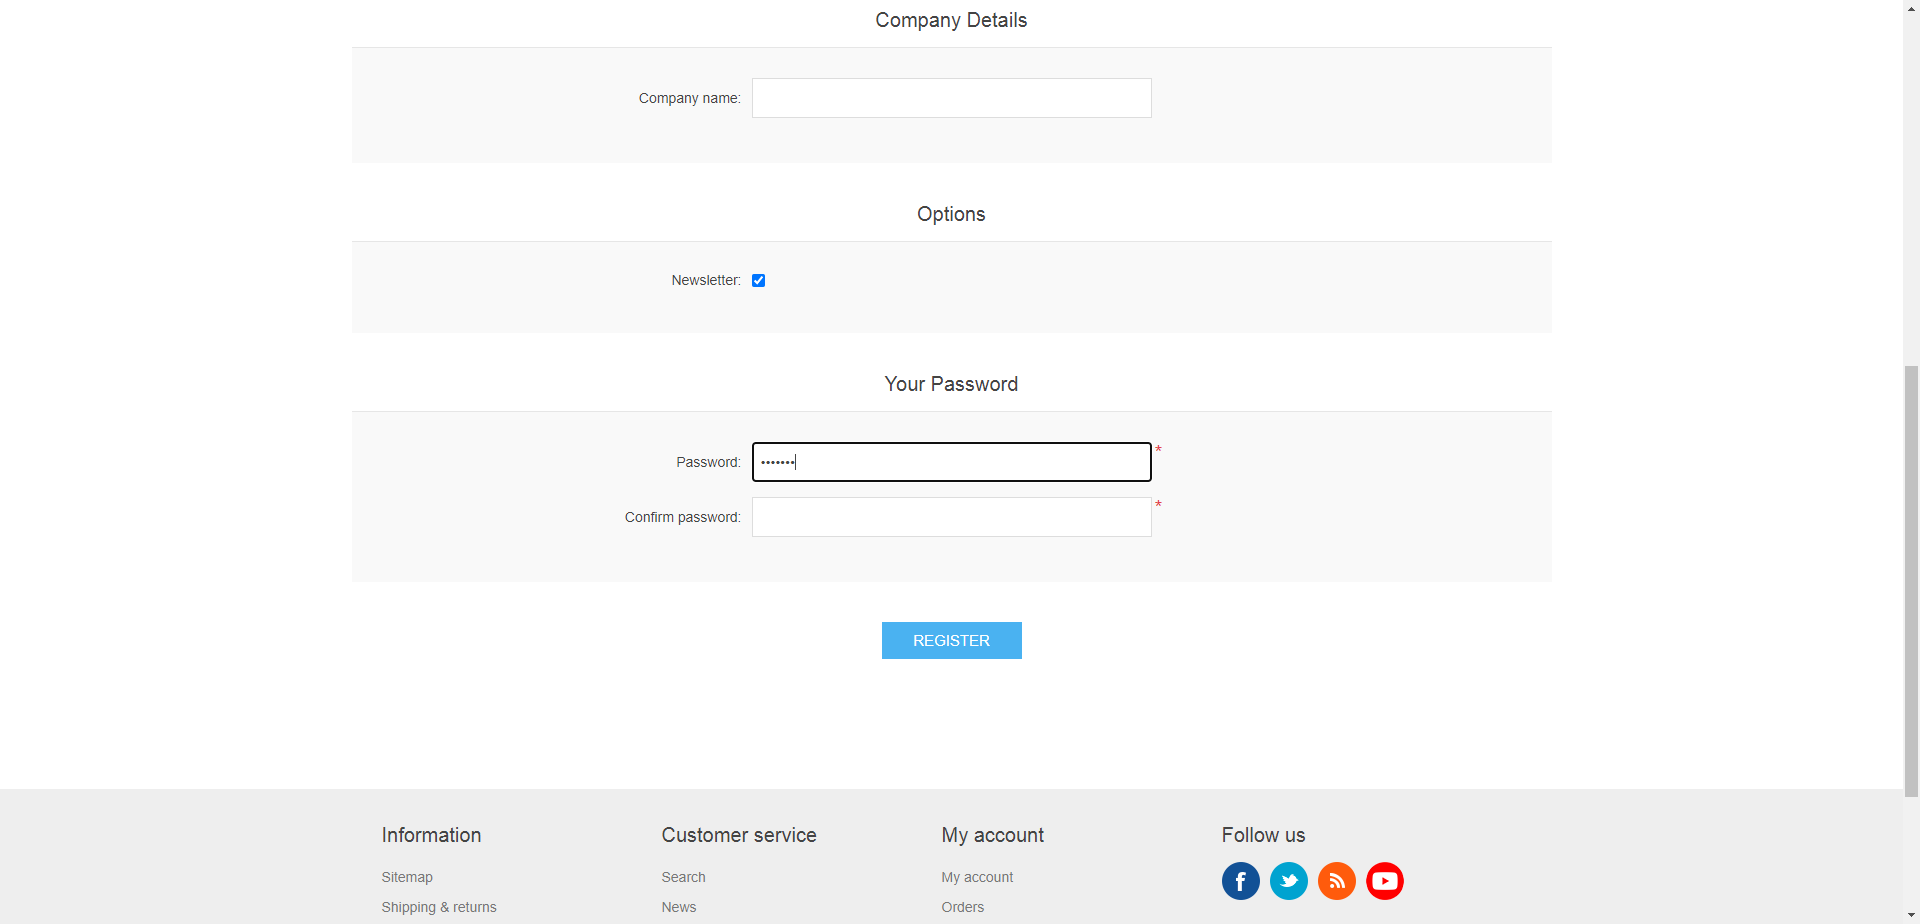 Company Details
Company name:
Options
Newsletter:
Your Password
Password: ••••••• *
Confirm password: *
REGISTER
Information Customer service My account Follow us
Sitemap Search My account
Shipping & returns News Orders